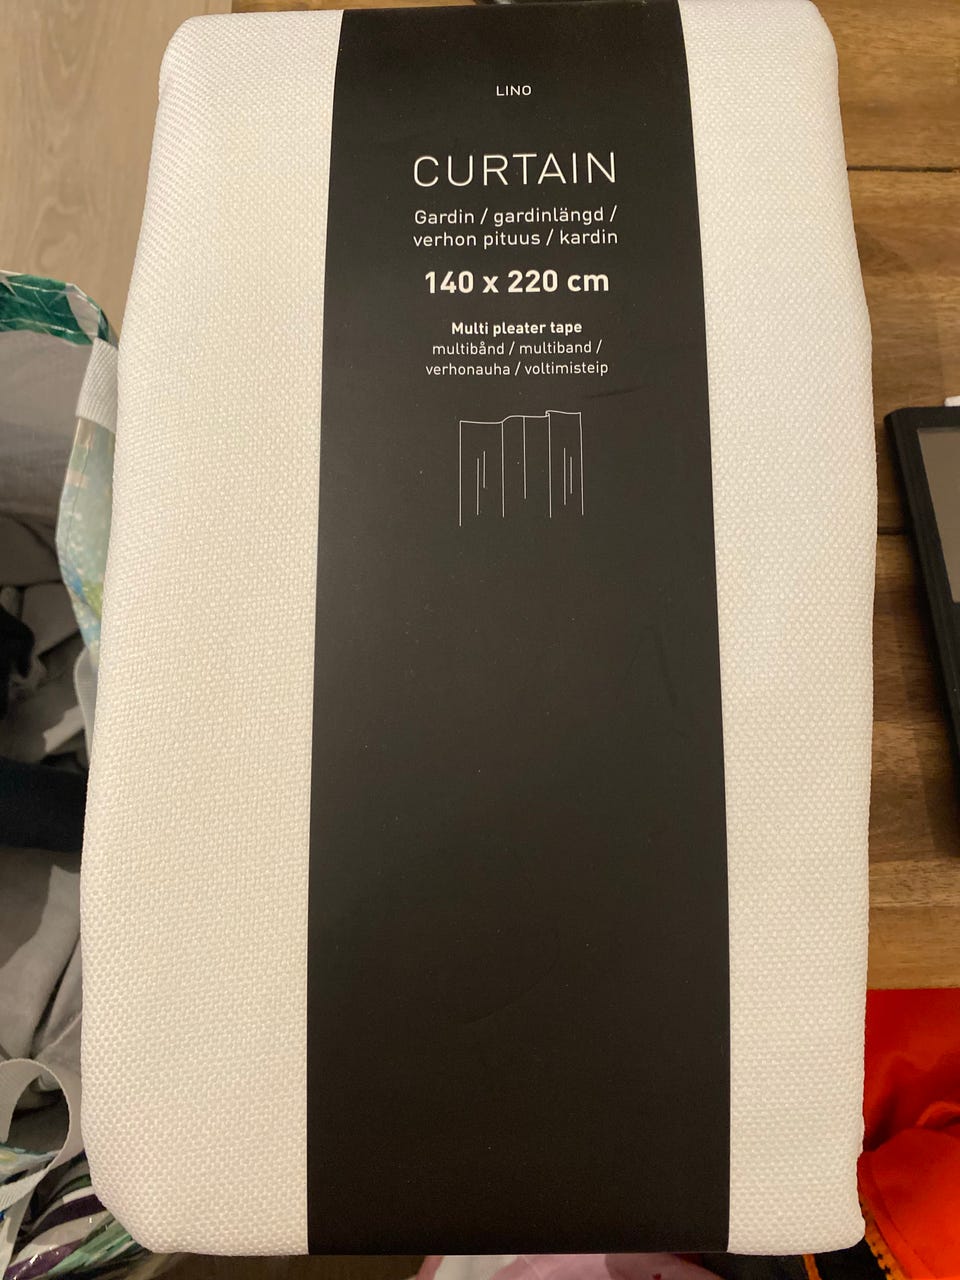 LINO
CURTAIN
Gardin / gardinlängd /
verhon pituus / kardin
140 x 220 cm
Multi pleater tape
multibånd / multiband /
verhonauha / voltimisteip